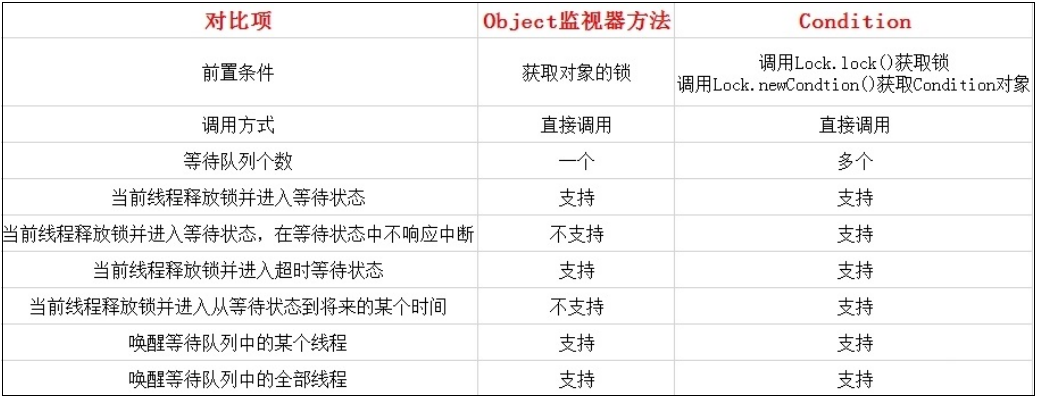 对比项 Object监视器方法 Condition
前置条件 获取对象的锁 调用Lock.lock()获取锁
调用Lock.newCondtion()获取Condition对象
调用方式 直接调用 直接调用
等待队列个数 一个 多个
当前线程释放锁并进入等待状态 支持 支持
当前线程释放锁并进入等待状态，在等待状态中不响应中断 不支持 支持
当前线程释放锁并进入超时等待状态 支持 支持
当前线程释放锁并进入从等待状态到将来的某个时间 不支持 支持
唤醒等待队列中的某个线程 支持 支持
唤醒等待队列中的全部线程 支持 支持